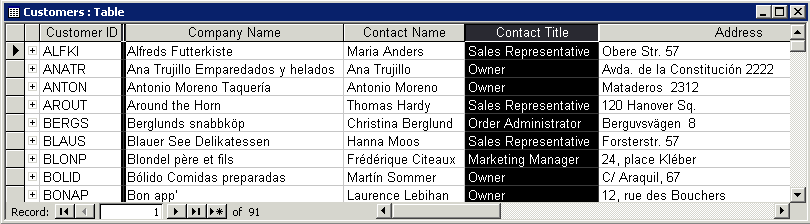 Customers : Table
Customer ID Company Name Contact Name Contact Title Address
+ ALFKI Alfreds Futterkiste Maria Anders Sales Representative Obere Str. 57
+ ANATR Ana Trujillo Emparedados y helados Ana Trujillo Owner Avda. de la Constitución 2222
+ ANTON Antonio Moreno Taquería Antonio Moreno Owner Mataderos 2312
+ AROUT Around the Horn Thomas Hardy Sales Representative 120 Hanover Sq.
+ BERGS Berglunds snabbköp Christina Berglund Order Administrator Berguvsvägen 8
+ BLAUS Blauer See Delikatessen Hanna Moos Sales Representative Forsterstr. 57
+ BLONP Blondel père et fils Frédérique Citeaux Marketing Manager 24, place Kléber
+ BOLID Bólido Comidas preparadas Martín Sommer Owner C/ Araquil, 67
+ BONAP Bon app' Laurence Lebihan Owner 12, rue des Bouchers
Record: 1 of 91